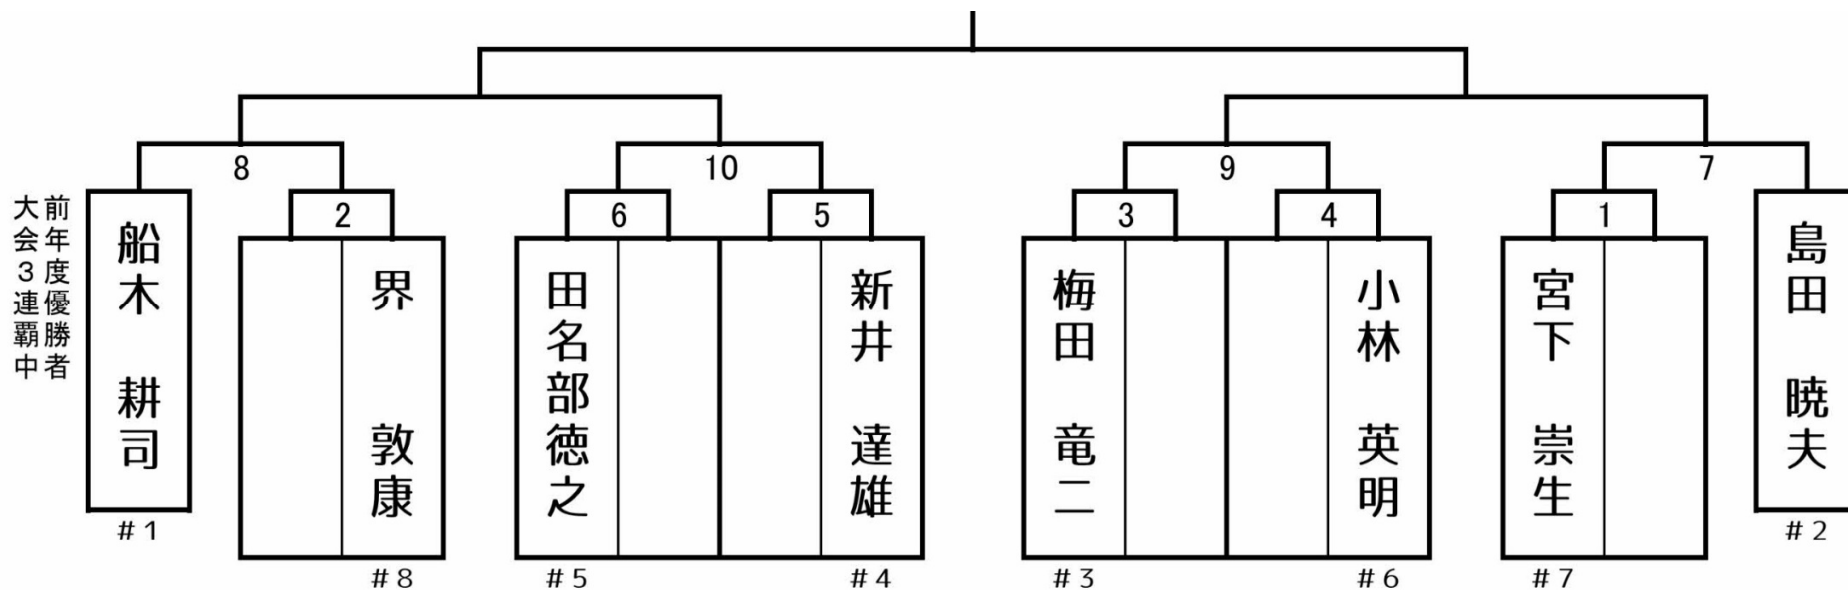 8
10
9
7
2
6
5
3
4
1
前年度優勝者
大会3連覇中
船木 耕司
#1
界 敦康
#8
田名部徳之
#5
新井 達雄
#4
梅田 竜二
#3
小林 英明
#6
宮下 崇生
#7
島田 暁夫
#2